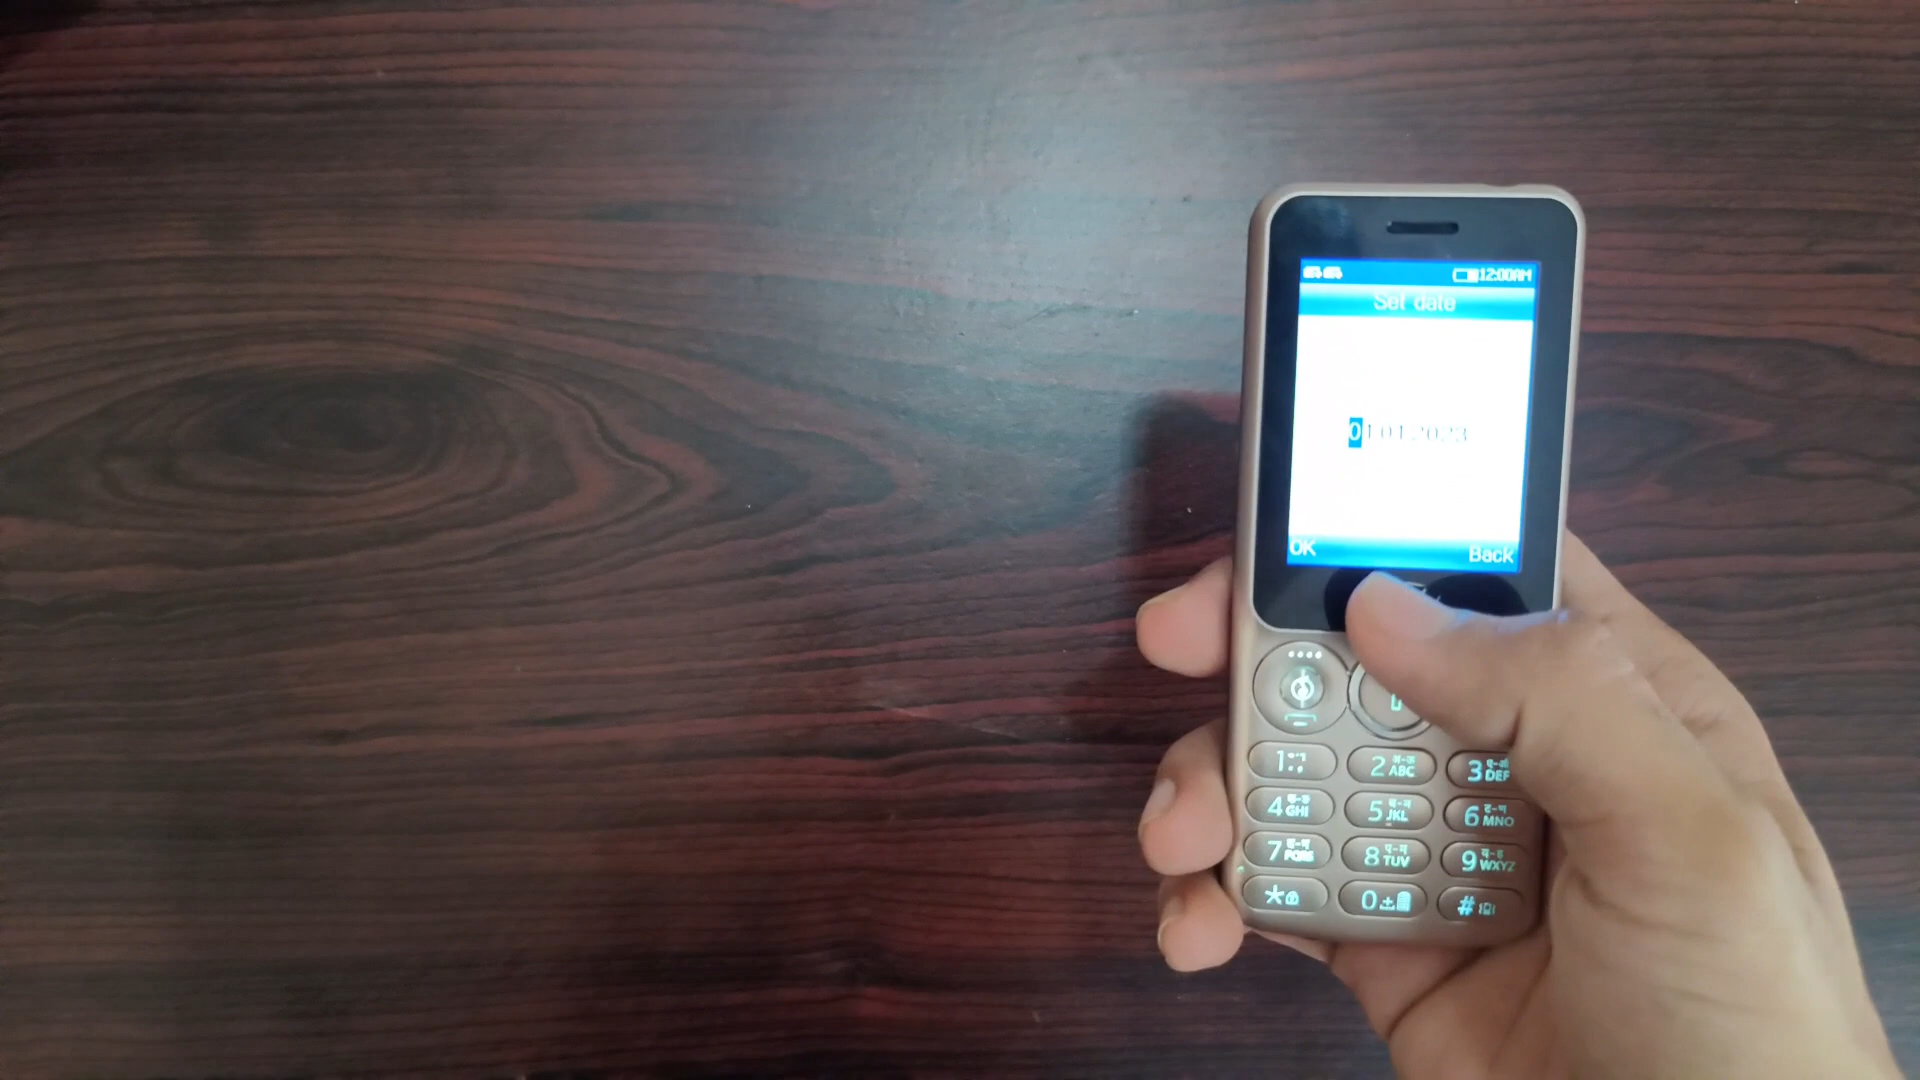 12:00AM
Set date
01 01 2023
OK Back
1
2 ABC
3 DEF
4 GHI
5 JKL
6 MNO
7 PQRS
8 TUV
9 WXYZ
*
0 +
#